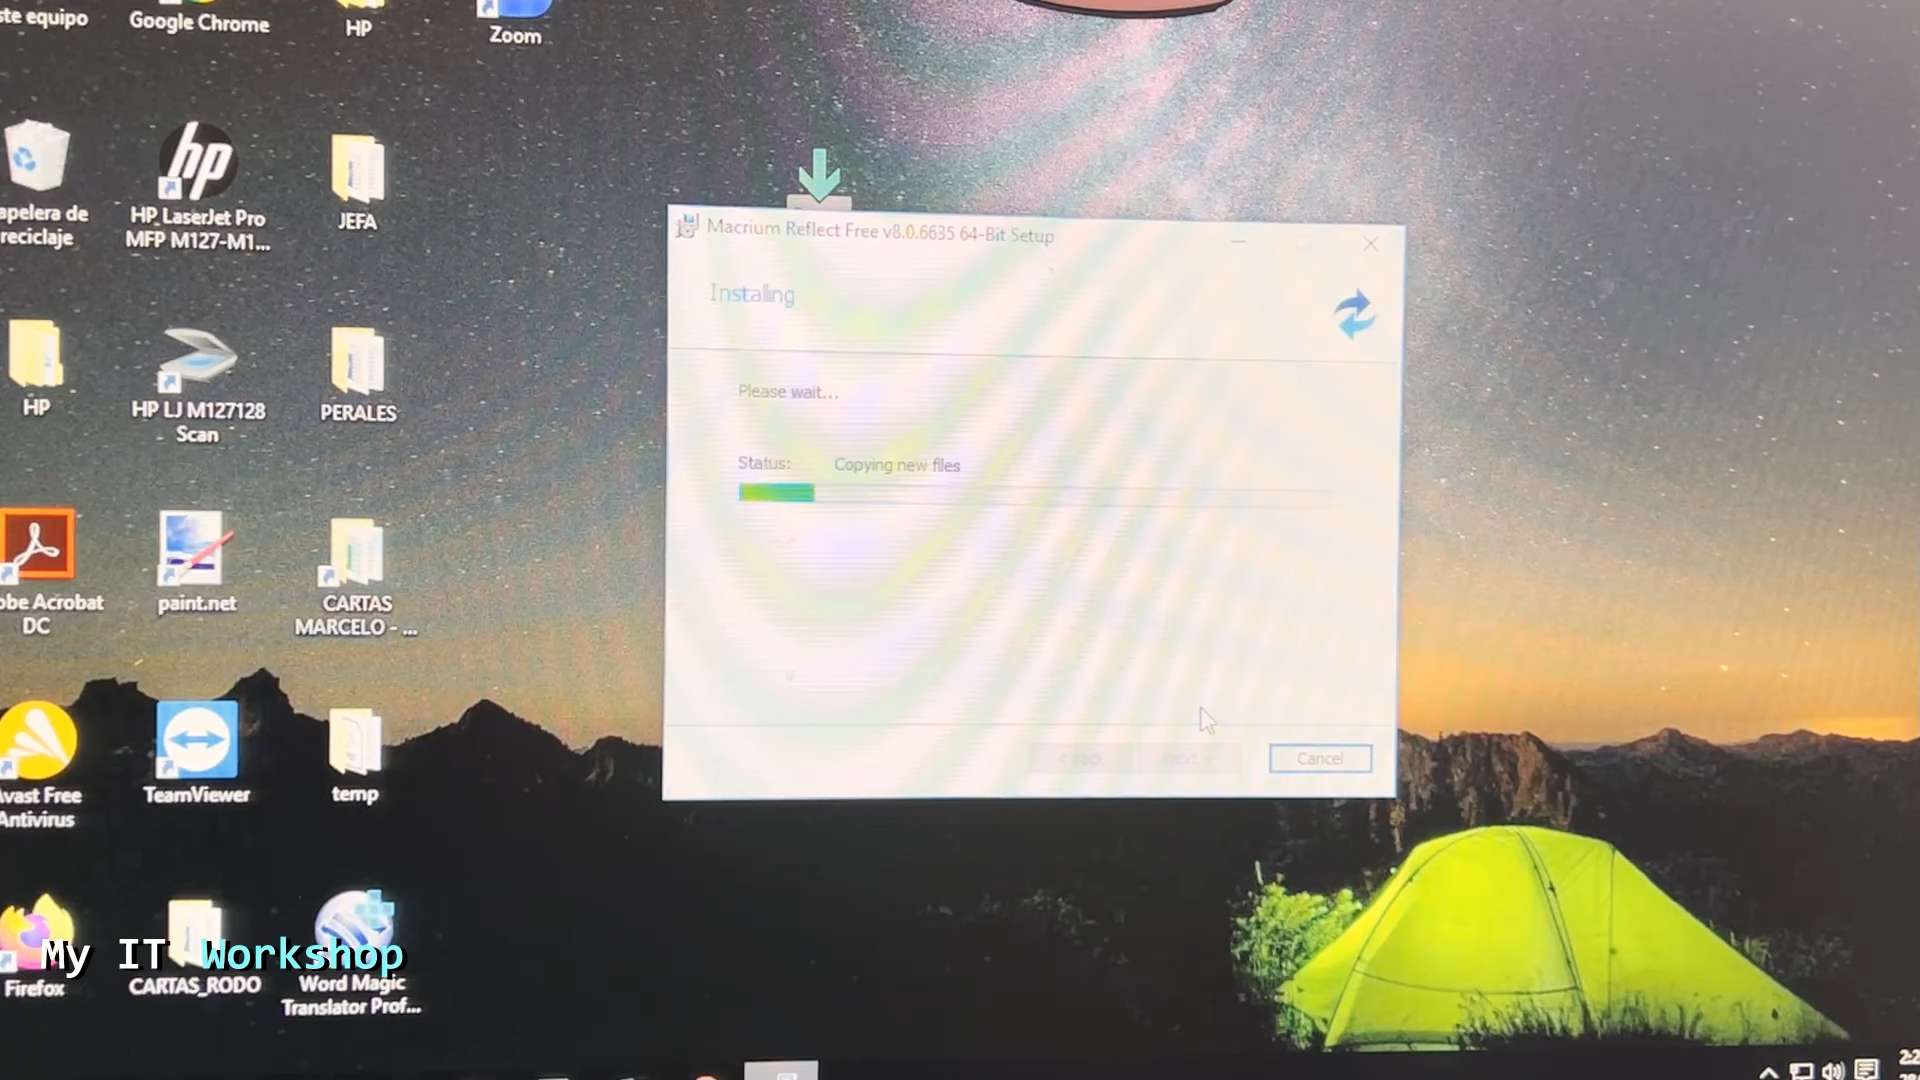 ste equipo
Google Chrome
HP
Zoom
apelera de
reciclaje
hp
HP LaserJet Pro
MFP M127-M1...
JEFA
HP
HP LJ M127128
Scan
PERALES
obe Acrobat
DC
paint.net
CARTAS
MARCELO - ...
Avast Free
Antivirus
TeamViewer
temp
Firefox
CARTAS_RODO
Word Magic
Translator Prof...
My IT Workshop
Macrium Reflect Free v8.0.6635 64-Bit Setup
Installing
Please wait...
Status: Copying new files
< Back
Next >
Cancel